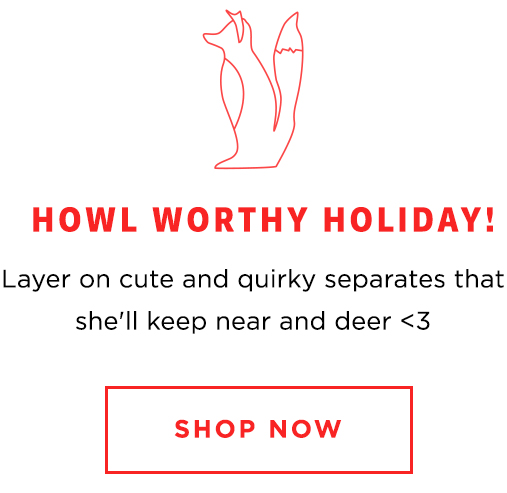 HOWL WORTHY HOLIDAY!
Layer on cute and quirky separates that
she'll keep near and deer <3
SHOP NOW